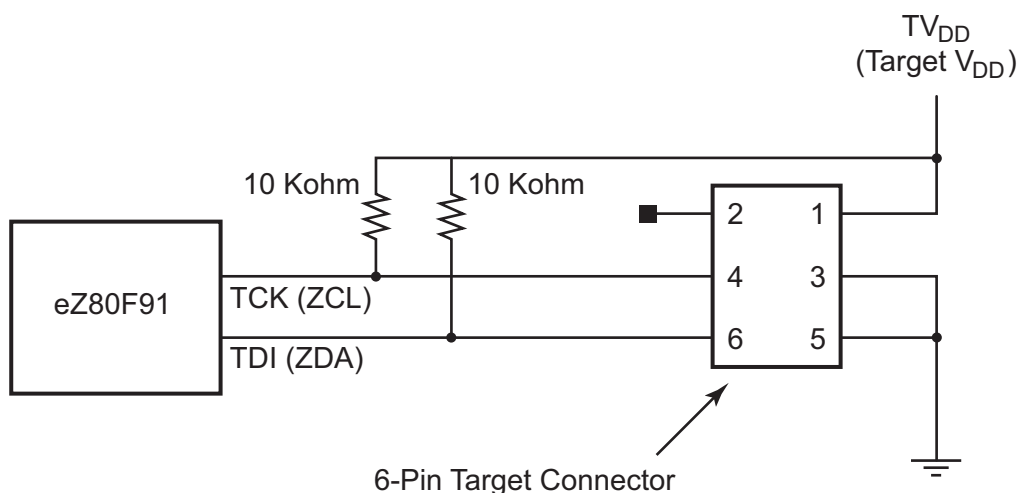 TVDD
(Target VDD)
10 Kohm
10 Kohm
2
1
eZ80F91
TCK (ZCL)
4
3
TDI (ZDA)
6
5
6-Pin Target Connector